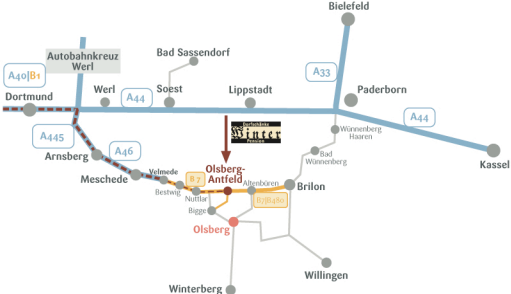 Bielefeld
Autobahnkreuz
Werl
Bad Sassendorf
A40|B1
A33
Dortmund
Werl
A44
Soest
Lippstadt
Paderborn
A44
Dorfschänke
Winter
Pension
Wünnenberg
Haaren
A445
Arnsberg
A46
Bad
Wünnenberg
Kassel
Meschede
Velmede
Bestwig
B7
Olsberg-
Antfeld
Altenbüren
Brilon
Nuttlar
B7|B480
Bigge
Olsberg
Willingen
Winterberg